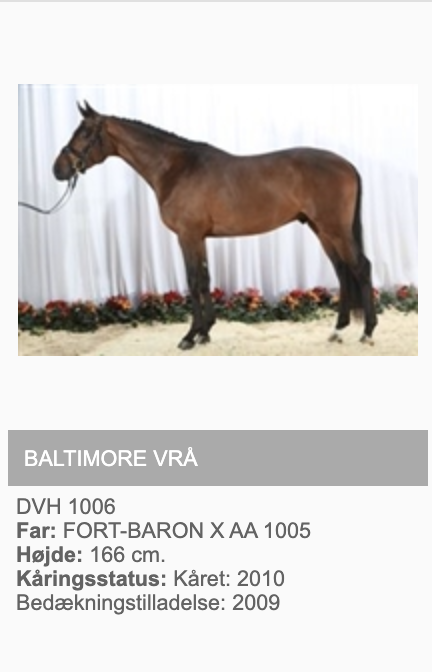 BALTIMORE VRÅ
DVH 1006
Far: FORT-BARON X AA 1005
Højde: 166 cm.
Kåringsstatus: Kåret: 2010
Bedækningstilladelse: 2009